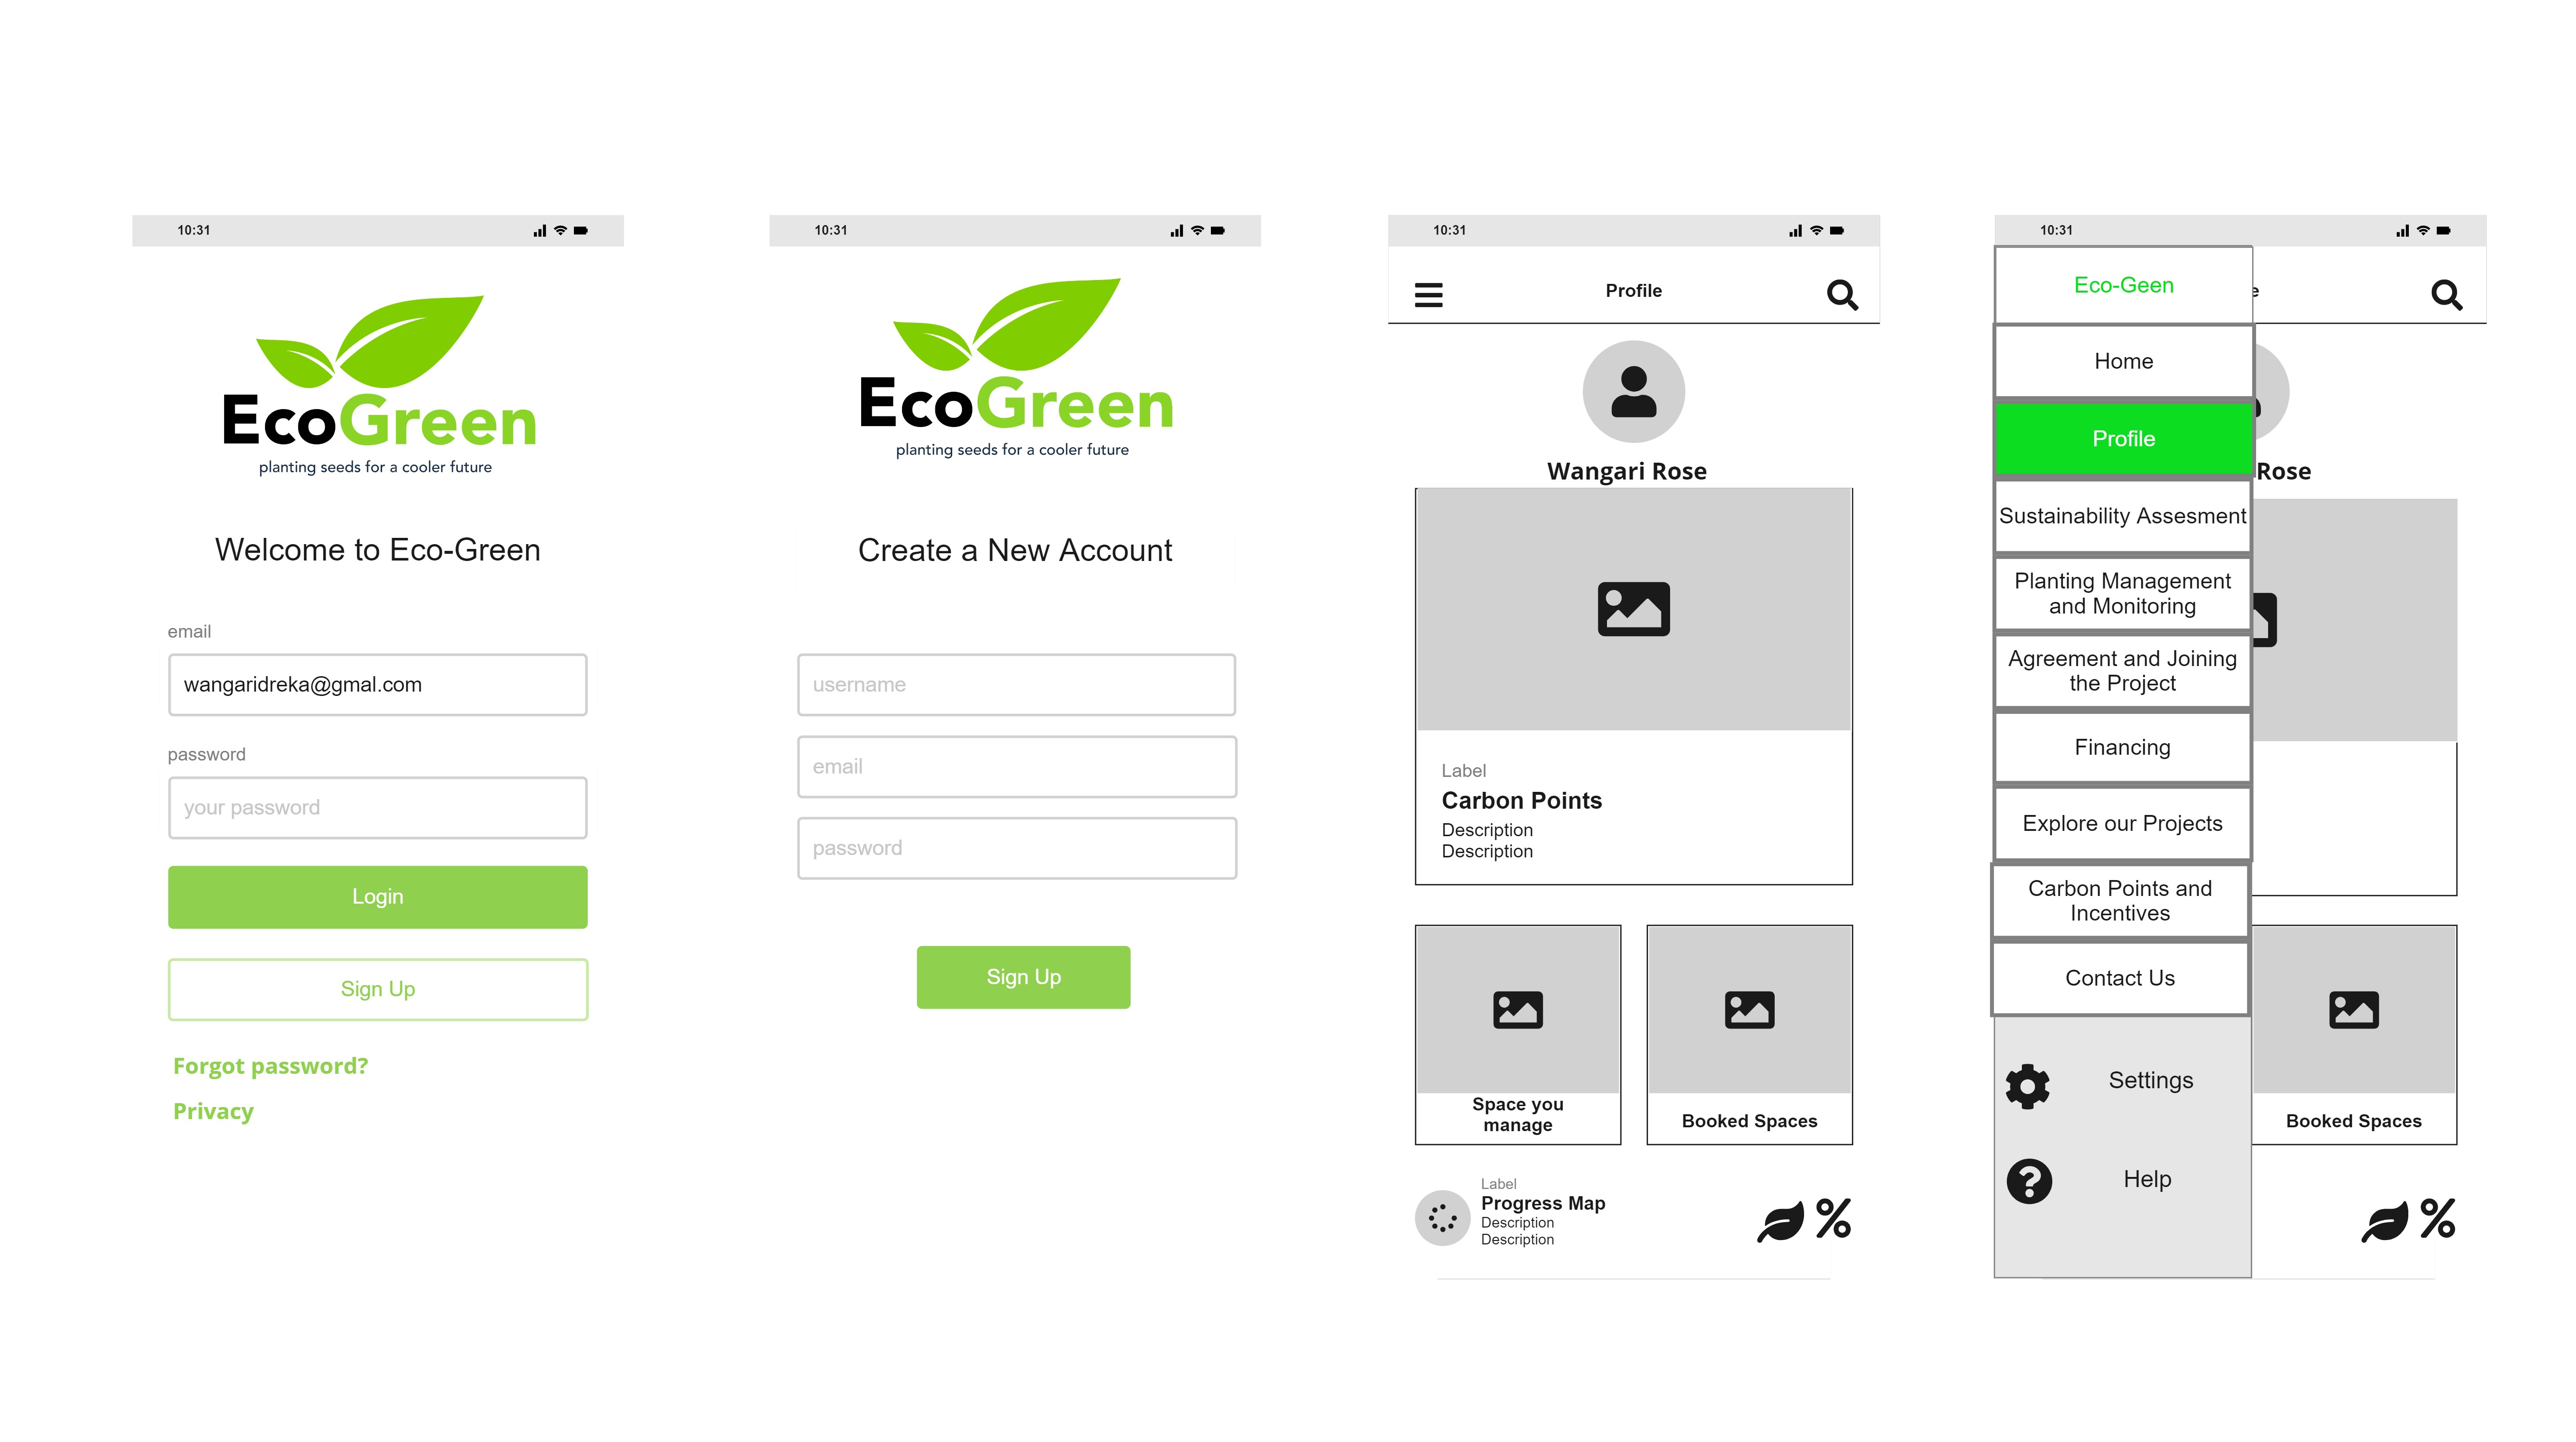 10:31
EcoGreen
planting seeds for a cooler future
Welcome to Eco-Green
email
wangaridreka@gmal.com
password
your password
Login
Sign Up
Forgot password?
Privacy
10:31
EcoGreen
planting seeds for a cooler future
Create a New Account
username
email
password
Sign Up
10:31
Profile
Wangari Rose
Label
Carbon Points
Description
Description
Space you
manage
Booked Spaces
Label
Progress Map
Description
Description
%
10:31
Eco-Geen
e
Home
Profile
Rose
Sustainability Assesment
Planting Management
and Monitoring
Agreement and Joining
the Project
Financing
Explore our Projects
Carbon Points and
Incentives
Contact Us
Settings
Booked Spaces
Help
%